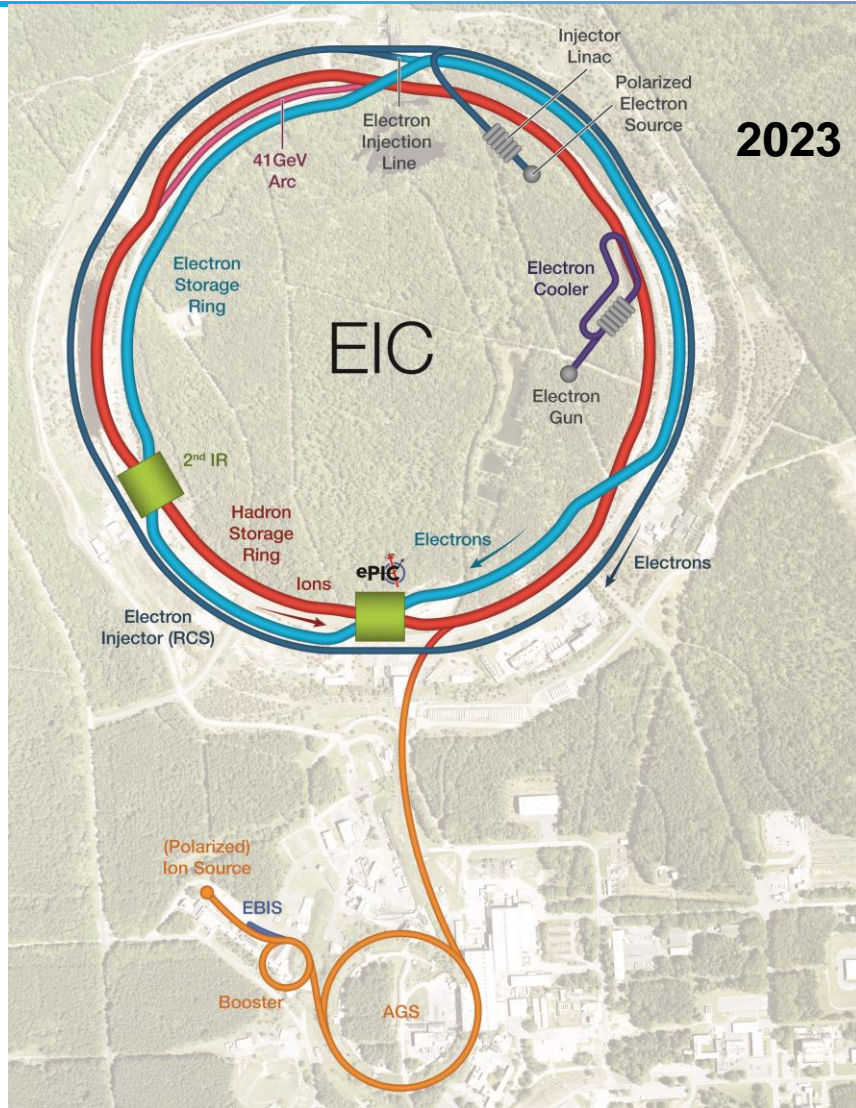 Injector
Linac
Polarized
Electron
Source
2023
Electron
Injection
Line
41GeV
Arc
Electron
Storage
Ring
Electron
Cooler
EIC
Electron
Gun
2nd IR
Hadron
Storage
Ring
Electrons
ePIC
Electrons
Ions
Electron
Injector (RCS)
(Polarized)
Ion Source
EBIS
Booster
AGS